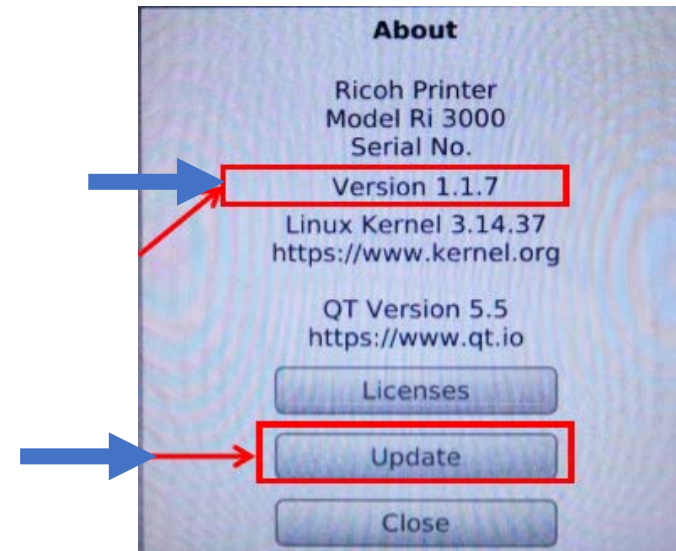 About
Ricoh Printer
Model Ri 3000
Serial No.
Version 1.1.7
Linux Kernel 3.14.37
https://www.kernel.org
QT Version 5.5
https://www.qt.io
Licenses
Update
Close